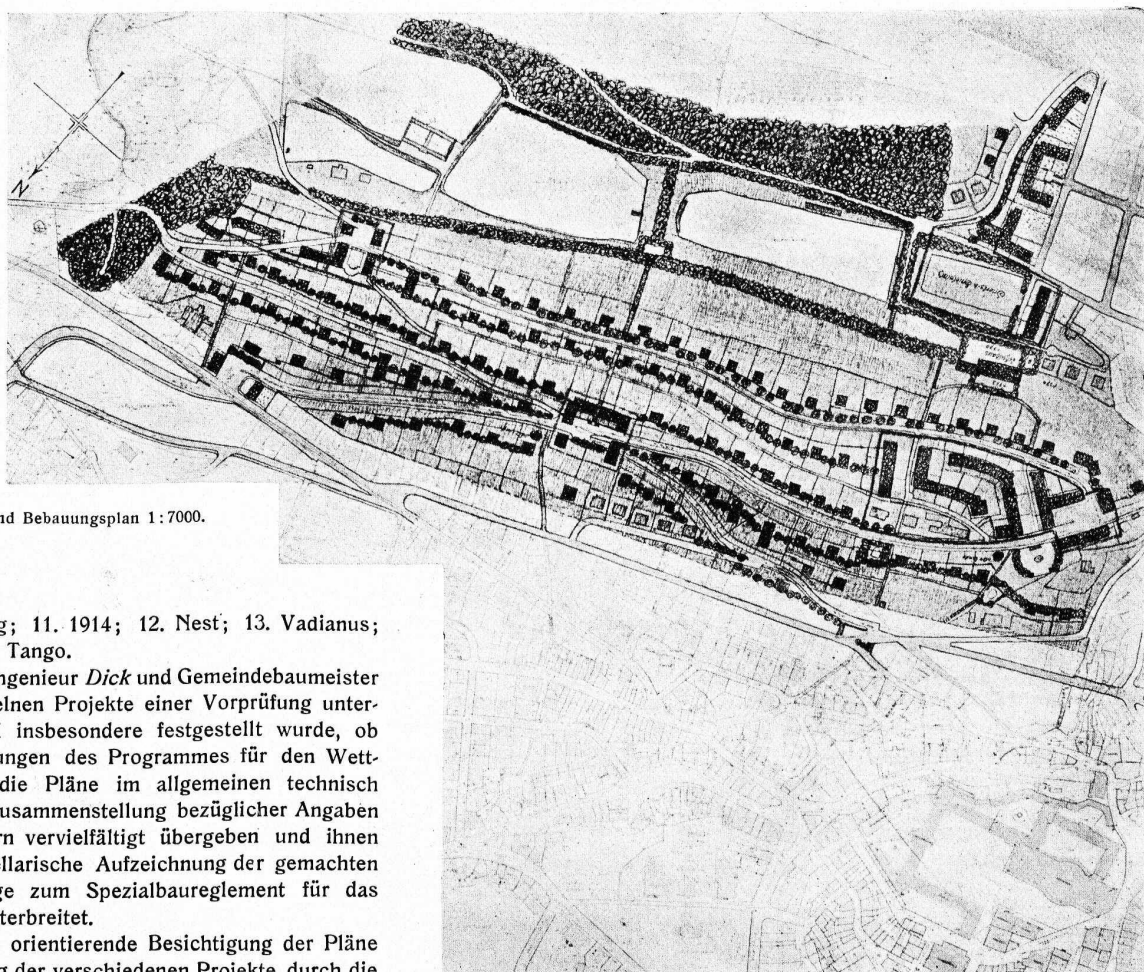 N
nd Bebauungsplan 1:7000.
g; 11. 1914; 12. Nest; 13. Vadianus;
Tango.
ngenieur Dick und Gemeindebaumeister
elnen Projekte einer Vorprüfung unter-
insbesondere festgestellt wurde, ob
ungen des Programmes für den Wett-
die Pläne im allgemeinen technisch
usammenstellung bezüglicher Angaben
rn vervielfältigt übergeben und ihnen
ellarische Aufzeichnung der gemachten
ge zum Spezialbaureglement für das
terbreitet.
orientierende Besichtigung der Pläne
g der verschiedenen Projekte durch die